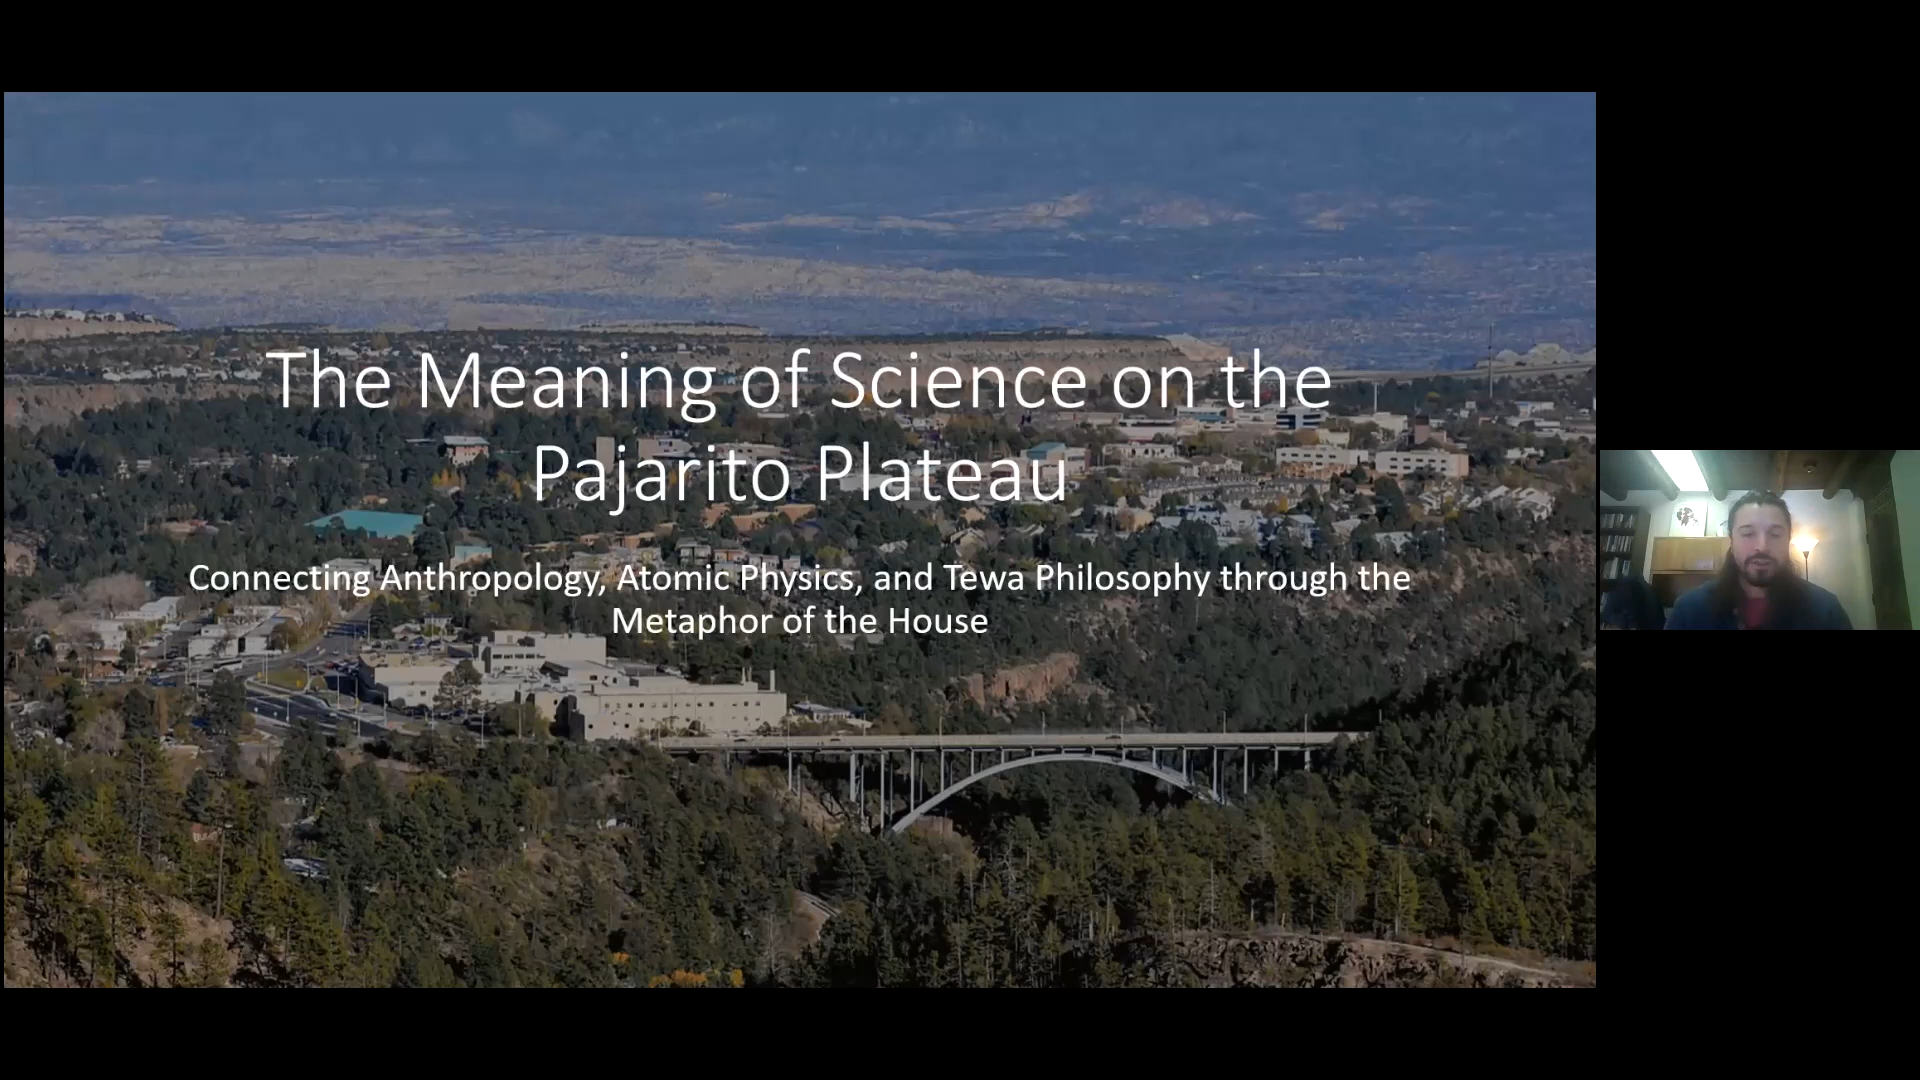 The Meaning of Science on the
Pajarito Plateau
Connecting Anthropology, Atomic Physics, and Tewa Philosophy through the
Metaphor of the House